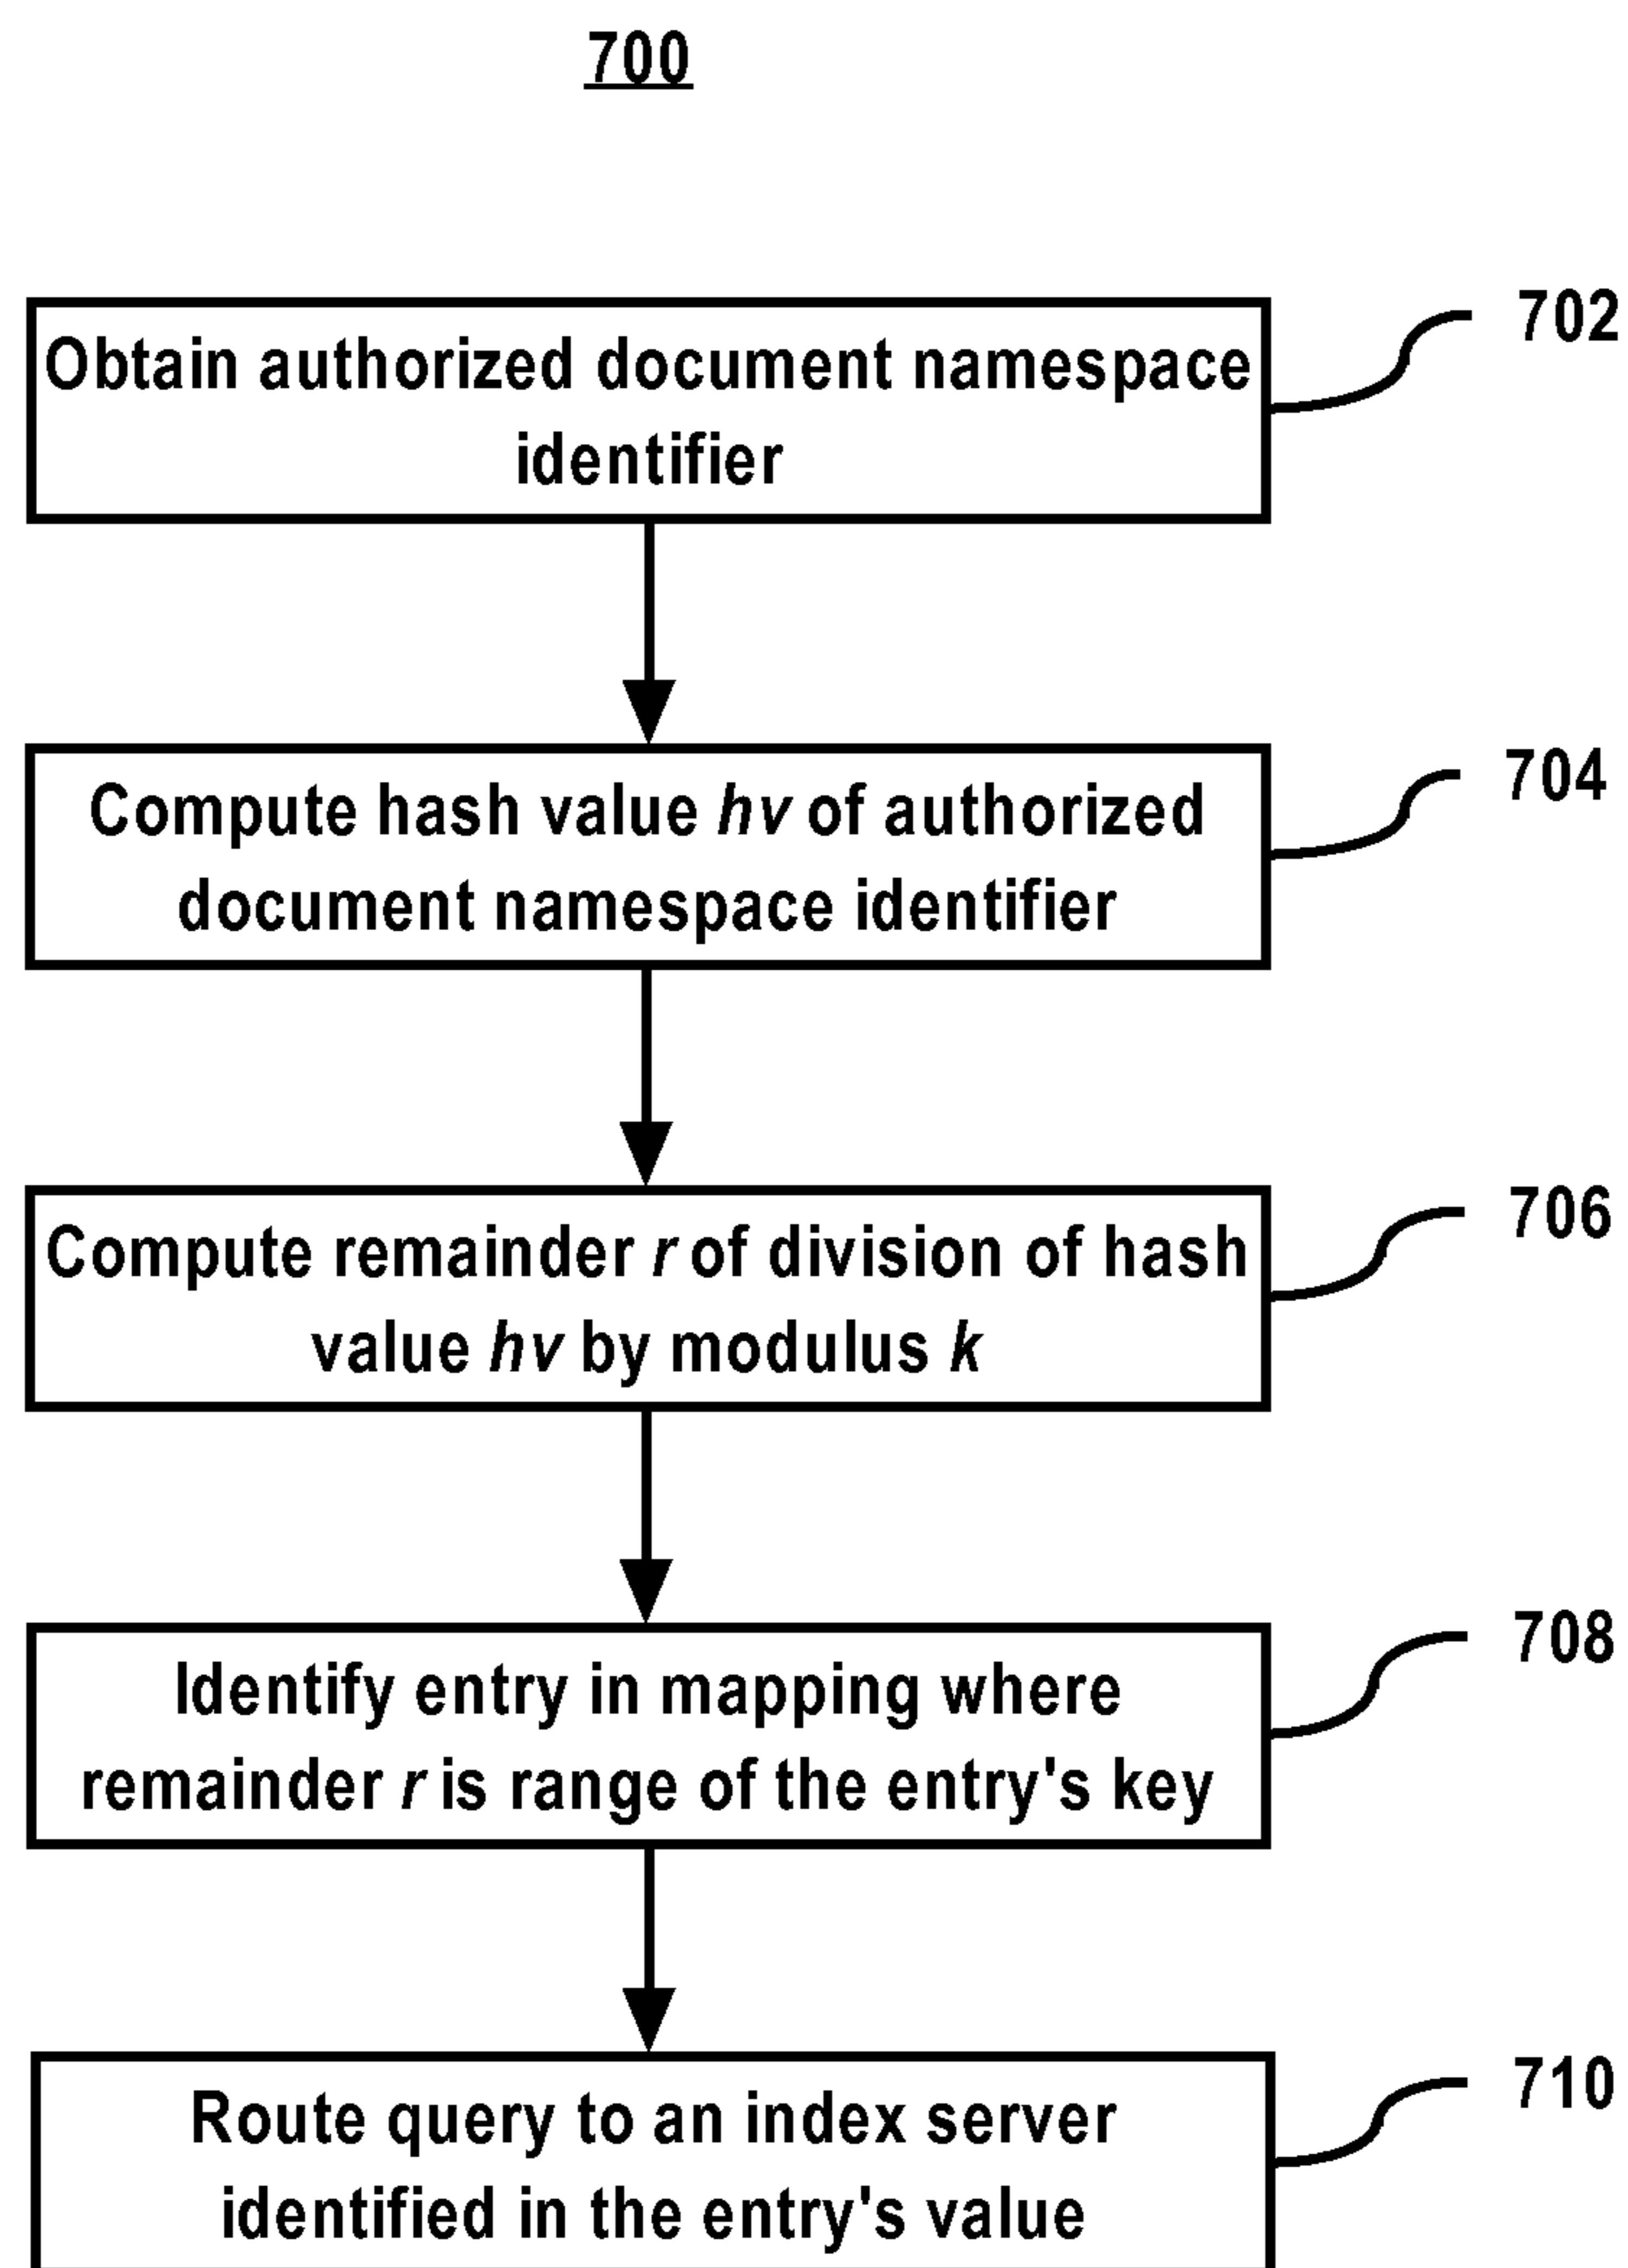 700
Obtain authorized document namespace
identifier
702
Compute hash value hv of authorized
document namespace identifier
704
Compute remainder r of division of hash
value hv by modulus k
706
Identify entry in mapping where
remainder r is range of the entry's key
708
Route query to an index server
identified in the entry's value
710